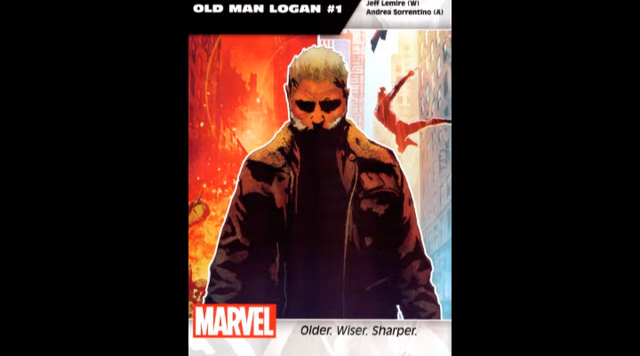 OLD MAN LOGAN #1
Jeff Lemire (W)
Andrea Sorrentino (A)
MARVEL
Older. Wiser. Sharper.